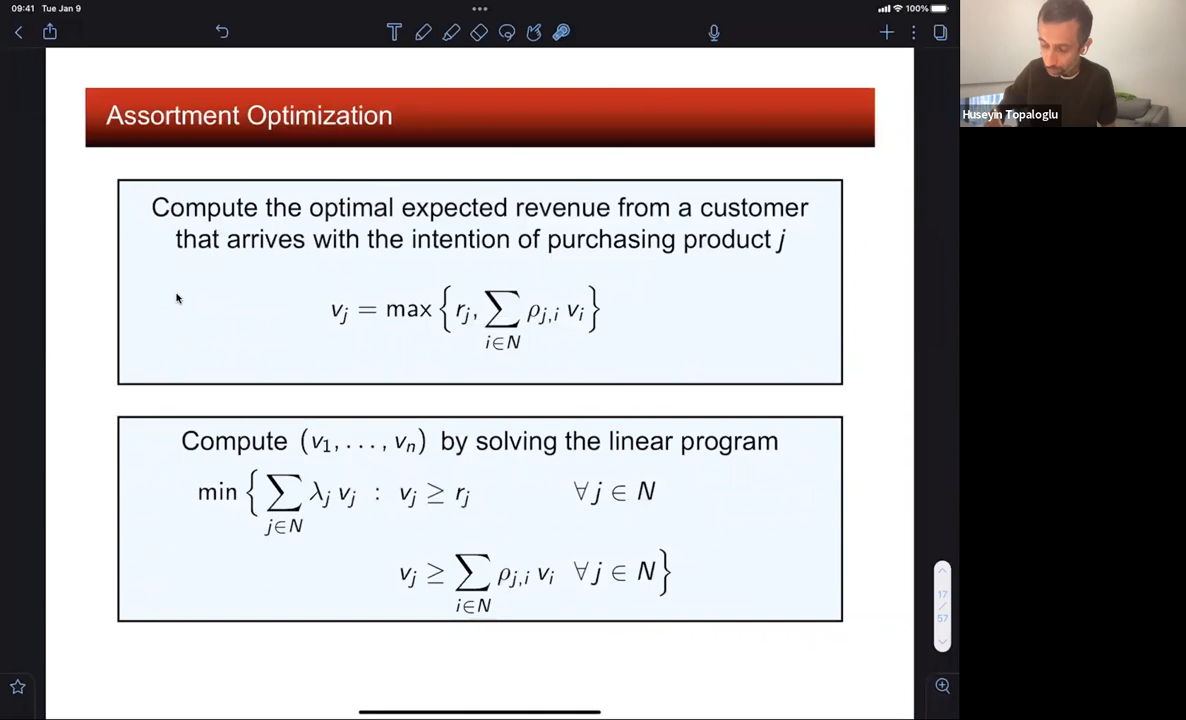 09:41 Tue Jan 9
100%
Huseyin Topaloglu
Assortment Optimization
Compute the optimal expected revenue from a customer
that arrives with the intention of purchasing product j
v_j = max { r_j, ∑_{i∈N} ρ_{j,i} v_i }
Compute (v_1, . . . , v_n) by solving the linear program
min { ∑_{j∈N} λ_j v_j : v_j ≥ r_j ∀ j ∈ N
v_j ≥ ∑_{i∈N} ρ_{j,i} v_i ∀ j ∈ N }
17
/
57